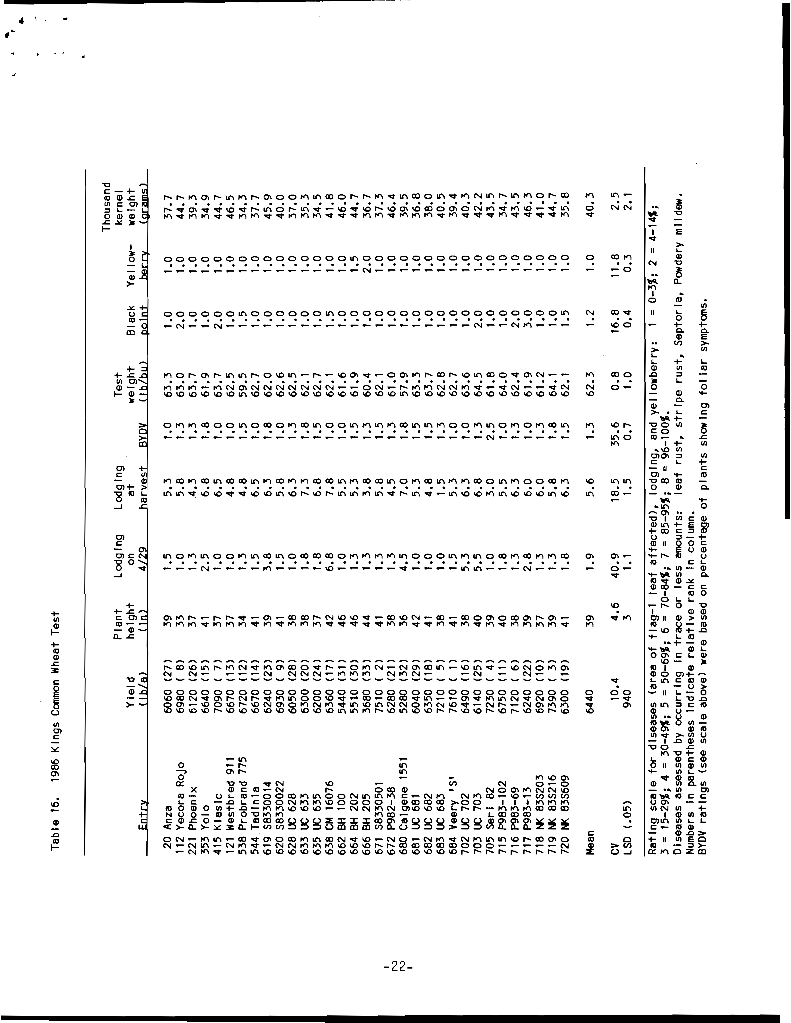 Table 16. 1986 Kings Common Wheat Test
Entry Yield (lb/a) Plant height (in) Lodging on 4/29 Lodging at harvest BYDV Test weight (lb/bu) Black point Yellow-berry Thousand kernel weight (grams)
20 Anza 6060 (27) 39 1.5 5.3 1.0 63.3 1.0 1.0 37.7
112 Yecora Rojo 6980 ( 8) 33 1.0 5.8 1.3 63.0 2.0 1.0 44.7
221 Phoenix 6120 (26) 37 1.3 4.3 1.3 63.7 1.0 1.0 39.3
353 Yolo 6640 (15) 41 2.5 6.8 1.8 61.9 1.0 1.0 34.9
415 Klasic 7090 ( 7) 37 1.0 6.5 1.0 63.7 2.0 1.0 44.7
121 Westbred 911 6670 (13) 37 1.0 4.8 1.0 62.5 1.0 1.0 46.5
538 Probrand 775 6720 (12) 34 1.3 4.8 1.5 59.5 1.5 1.0 34.3
544 Tadinia 6670 (14) 41 1.5 6.5 1.0 62.7 1.0 1.0 37.7
619 S8330014 6240 (23) 39 3.8 6.3 1.8 62.0 1.0 1.0 45.9
620 S8330022 6930 ( 9) 41 1.5 5.8 1.0 62.6 1.0 1.0 40.0
628 UC 628 6050 (28) 38 1.0 6.3 1.3 62.5 1.0 1.0 37.0
633 UC 633 6300 (20) 38 1.8 7.3 1.8 62.1 1.0 1.0 35.3
635 UC 635 6200 (24) 37 1.8 6.8 1.5 62.7 1.0 1.0 34.5
638 CM 16076 6360 (17) 42 6.8 7.8 1.0 62.1 1.5 1.0 41.8
662 BH 100 5440 (31) 46 1.0 5.5 1.0 61.6 1.0 1.0 46.0
664 BH 202 5510 (30) 46 1.3 5.3 1.5 61.9 1.0 1.5 44.7
666 BH 205 3680 (33) 44 1.3 3.8 1.3 60.4 1.0 2.0 36.7
671 S8330501 7510 ( 2) 41 1.3 5.8 1.5 62.1 1.0 1.0 37.3
672 P982-38 6280 (21) 38 1.3 4.5 1.3 61.0 1.0 1.0 46.4
680 Calgene 1551 5280 (32) 36 4.5 7.0 1.8 57.9 1.0 1.0 39.5
681 UC 681 6040 (29) 42 1.0 5.3 1.5 63.3 1.0 1.0 36.8
682 UC 682 6350 (18) 41 1.0 4.8 1.5 63.7 1.0 1.0 38.0
683 UC 683 7210 ( 5) 38 1.0 1.5 1.3 62.8 1.0 1.0 40.5
684 Yeery 'S' 7610 ( 1) 41 1.5 5.3 1.0 62.7 1.0 1.0 39.4
702 UC 702 6490 (16) 38 5.3 6.3 1.0 63.6 1.0 1.0 40.3
703 UC 703 6140 (25) 40 5.5 6.8 1.3 64.5 2.0 1.0 42.2
705 Seri 82 7230 ( 4) 39 1.0 3.0 2.5 61.8 1.0 1.0 43.5
715 P983-102 6750 (11) 40 1.8 5.5 1.0 64.0 1.0 1.0 34.7
716 P983-69 7120 ( 6) 38 1.3 6.3 1.3 62.4 2.0 1.0 43.5
717 P983-13 6240 (22) 39 2.8 6.0 1.0 61.9 3.0 1.0 46.3
718 NK 83S203 6920 (10) 37 1.3 6.0 1.3 61.2 1.0 1.0 41.0
719 NK 83S216 7390 ( 3) 39 1.3 5.8 1.8 64.1 1.0 1.0 44.7
720 NK 83S609 6300 (19) 41 1.8 6.3 1.5 62.1 1.5 1.0 35.8
Mean 6440 39 1.9 5.6 1.3 62.3 1.2 1.0 40.3
CV 10.4 4.6 40.9 18.5 35.6 0.8 16.8 11.8 2.5
LSD (.05) 940 3 1.1 1.5 0.7 1.0 0.4 0.3 2.1
Rating scale for diseases (area of flag-1 leaf affected), lodging, and yellowberry: 1 = 0-3%; 2 = 4-14%;
3 = 15-29%; 4 = 30-49%; 5 = 50-69%; 6 = 70-84%; 7 = 85-95%; 8 = 96-100%.
Diseases assessed by occurring in trace or less amounts: leaf rust, stripe rust, Septoria, Powdery mildew.
Numbers in parentheses indicate relative rank in column.
BYDV ratings (see scale above) were based on percentage of plants showing foliar symptoms.
-22-